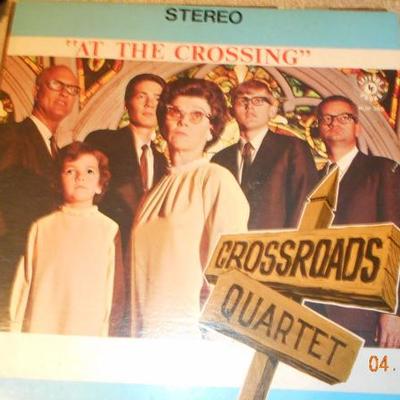 STEREO
"AT THE CROSSING"
CROSSROADS
QUARTET
04.